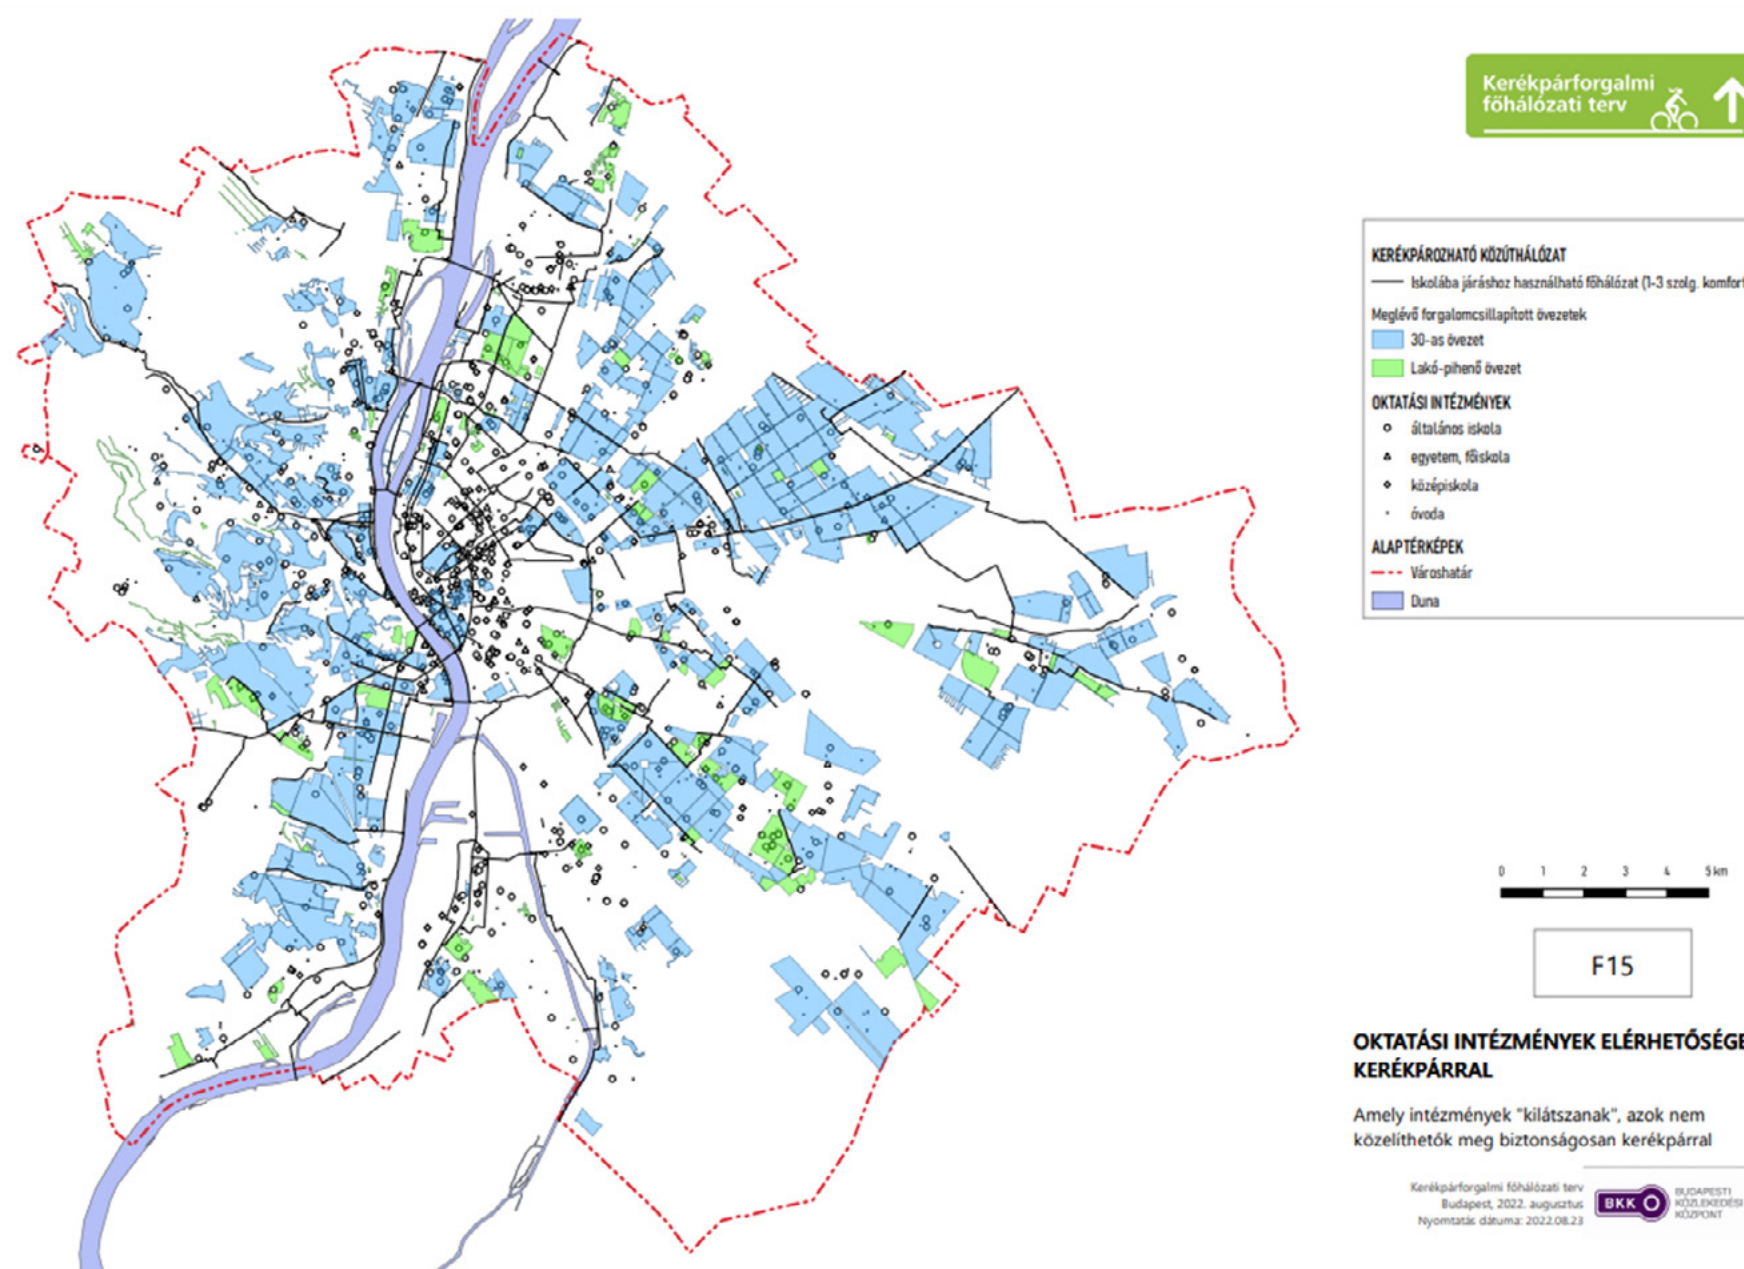 Kerékpárforgalmi
főhálózati terv
KERÉKPÁROZHATÓ KÖZÚTHÁLÓZAT
Iskolába járáshoz használható főhálózat (1-3 szolg. komfort
Meglévő forgalomcsillapított övezetek
30-as övezet
Lakó-pihenő övezet
OKTATÁSI INTÉZMÉNYEK
általános iskola
egyetem, főiskola
középiskola
óvoda
ALAPTÉRKÉPEK
Városhatár
Duna
0 1 2 3 4 5 km
F15
OKTATÁSI INTÉZMÉNYEK ELÉRHETŐSÉGE
KERÉKPÁRRAL
Amely intézmények "kilátszanak", azok nem
közelíthetők meg biztonságosan kerékpárral
Kerékpárforgalmi főhálózati terv
Budapest, 2022. augusztus
Nyomtatás dátuma: 2022.08.23
BKK
BUDAPESTI
KÖZLEKEDÉSI
KÖZPONT